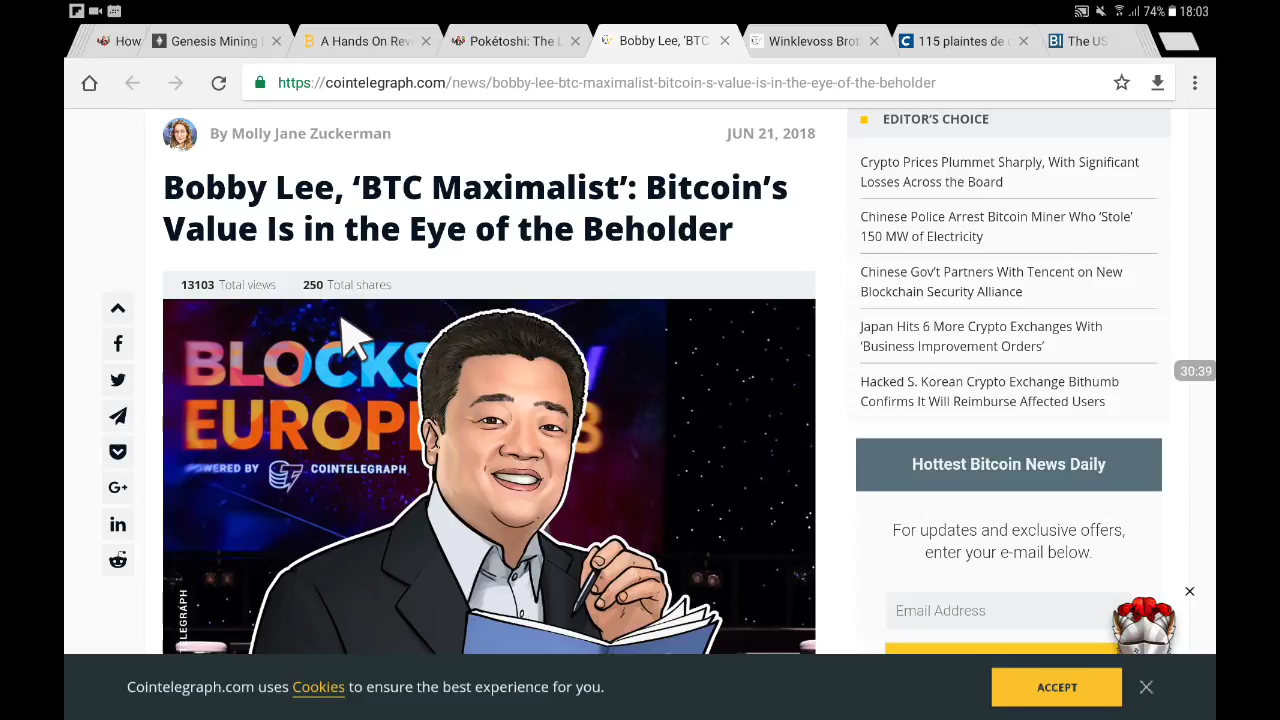 74% 18:03
How
Genesis Mining
A Hands On Rev
Pokétoshi: The L
Bobby Lee, ‘BTC
Winklevoss Brot
115 plaintes de
The US
https://cointelegraph.com/news/bobby-lee-btc-maximalist-bitcoin-s-value-is-in-the-eye-of-the-beholder
By Molly Jane Zuckerman
JUN 21, 2018
Bobby Lee, ‘BTC Maximalist’: Bitcoin’s
Value Is in the Eye of the Beholder
13103 Total views 250 Total shares
BLOCKS
EUROPE 8
POWERED BY COINTELEGRAPH
TELEGRAPH
EDITOR’S CHOICE
Crypto Prices Plummet Sharply, With Significant
Losses Across the Board
Chinese Police Arrest Bitcoin Miner Who ‘Stole’
150 MW of Electricity
Chinese Gov’t Partners With Tencent on New
Blockchain Security Alliance
Japan Hits 6 More Crypto Exchanges With
‘Business Improvement Orders’
Hacked S. Korean Crypto Exchange Bithumb
Confirms It Will Reimburse Affected Users
30:39
Hottest Bitcoin News Daily
For updates and exclusive offers,
enter your e-mail below.
Email Address
Cointelegraph.com uses Cookies to ensure the best experience for you.
ACCEPT